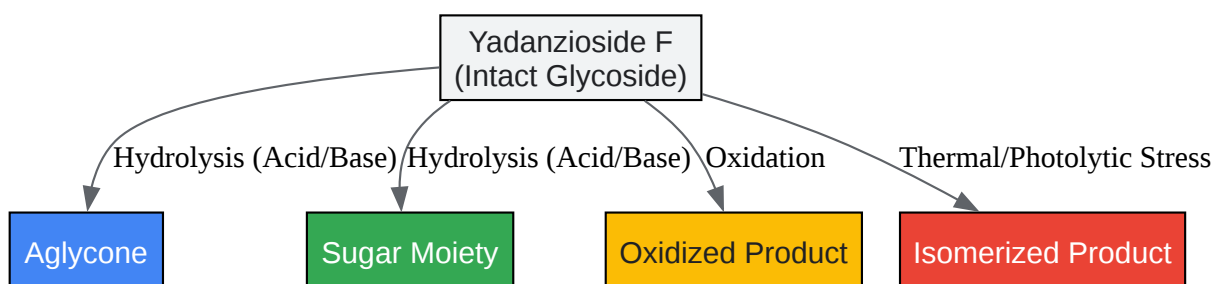 Yadanzioside F
(Intact Glycoside)
Hydrolysis (Acid/Base)
Hydrolysis (Acid/Base)
Oxidation
Thermal/Photolytic Stress
Aglycone
Sugar Moiety
Oxidized Product
Isomerized Product